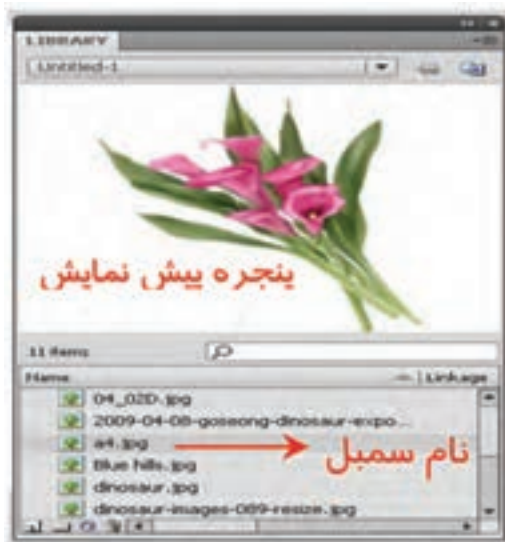 LIBRARY
Untitled-1
پنجره پیش نمایش
11 items
Name
Linkage
04_02D.jpg
2009-04-08-goseong-dinosaur-expo...
a4.jpg
نام سمبل
Blue hills.jpg
dinosaur.jpg
dinosaur-images-089-resize.jpg